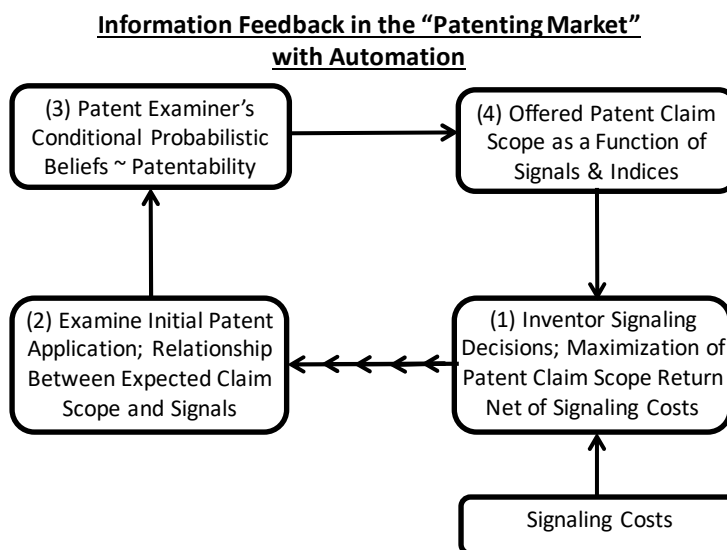 Information Feedback in the “Patenting Market”
with Automation
(3) Patent Examiner’s
Conditional Probabilistic
Beliefs ~ Patentability
(4) Offered Patent Claim
Scope as a Function of
Signals & Indices
(2) Examine Initial Patent
Application; Relationship
Between Expected Claim
Scope and Signals
(1) Inventor Signaling
Decisions; Maximization of
Patent Claim Scope Return
Net of Signaling Costs
Signaling Costs